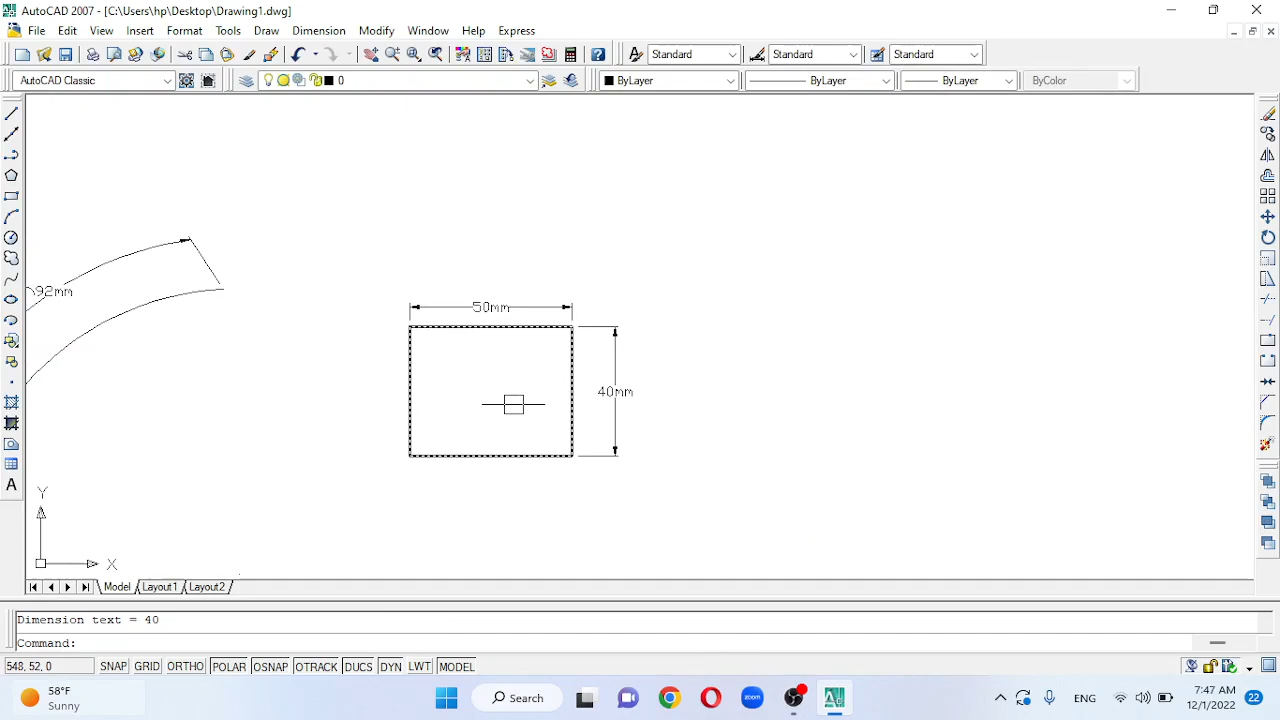 AutoCAD 2007 - [C:\Users\hp\Desktop\Drawing1.dwg]
File Edit View Insert Format Tools Draw Dimension Modify Window Help Express
Standard Standard Standard
AutoCAD Classic 0 ByLayer ByLayer ByLayer ByColor
92mm
50mm
40mm
Y
X
A
Model Layout1 Layout2
Dimension text = 40
Command:
548, 52, 0 SNAP GRID ORTHO POLAR OSNAP OTRACK DUCS DYN LWT MODEL
58°F
Sunny
Search
zoom
ENG
7:47 AM
12/1/2022
22